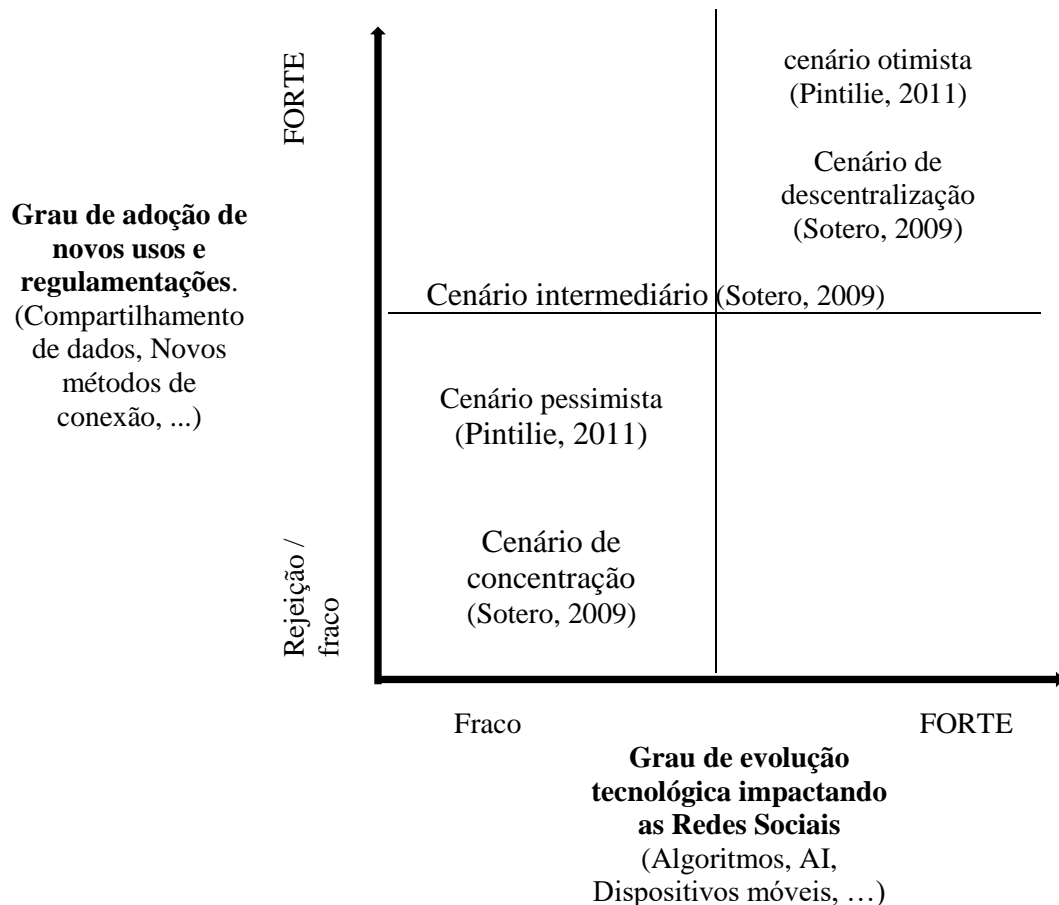 FORTE
cenário otimista
(Pintilie, 2011)
Cenário de
descentralização
(Sotero, 2009)
Grau de adoção de
novos usos e
regulamentações.
(Compartilhamento
de dados, Novos
métodos de
conexão, ...)
Cenário intermediário (Sotero, 2009)
Cenário pessimista
(Pintilie, 2011)
Cenário de
concentração
(Sotero, 2009)
Rejeição /
fraco
Fraco
FORTE
Grau de evolução
tecnológica impactando
as Redes Sociais
(Algoritmos, AI,
Dispositivos móveis, …)